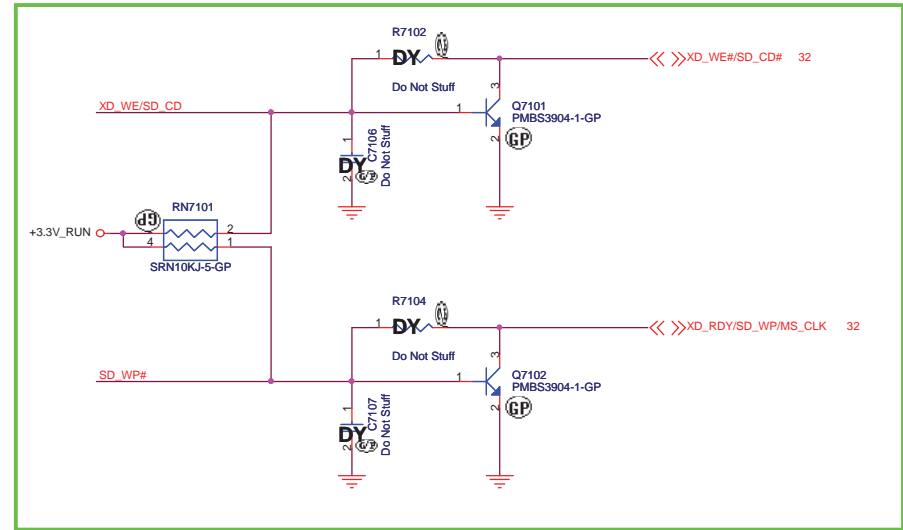 R7102
1
DY
Do Not Stuff
XD_WE#/SD_CD# 32
XD_WE/SD_CD
1
3
2
Q7101
PMBS3904-1-GP
GP
1
DY
2
C7106
Do Not Stuff
G/P
RN7101
GP
+3.3V_RUN
4
2
1
SRN10KJ-5-GP
R7104
1
DY
Do Not Stuff
XD_RDY/SD_WP/MS_CLK 32
SD_WP#
1
3
2
Q7102
PMBS3904-1-GP
GP
1
DY
2
C7107
Do Not Stuff
G/P